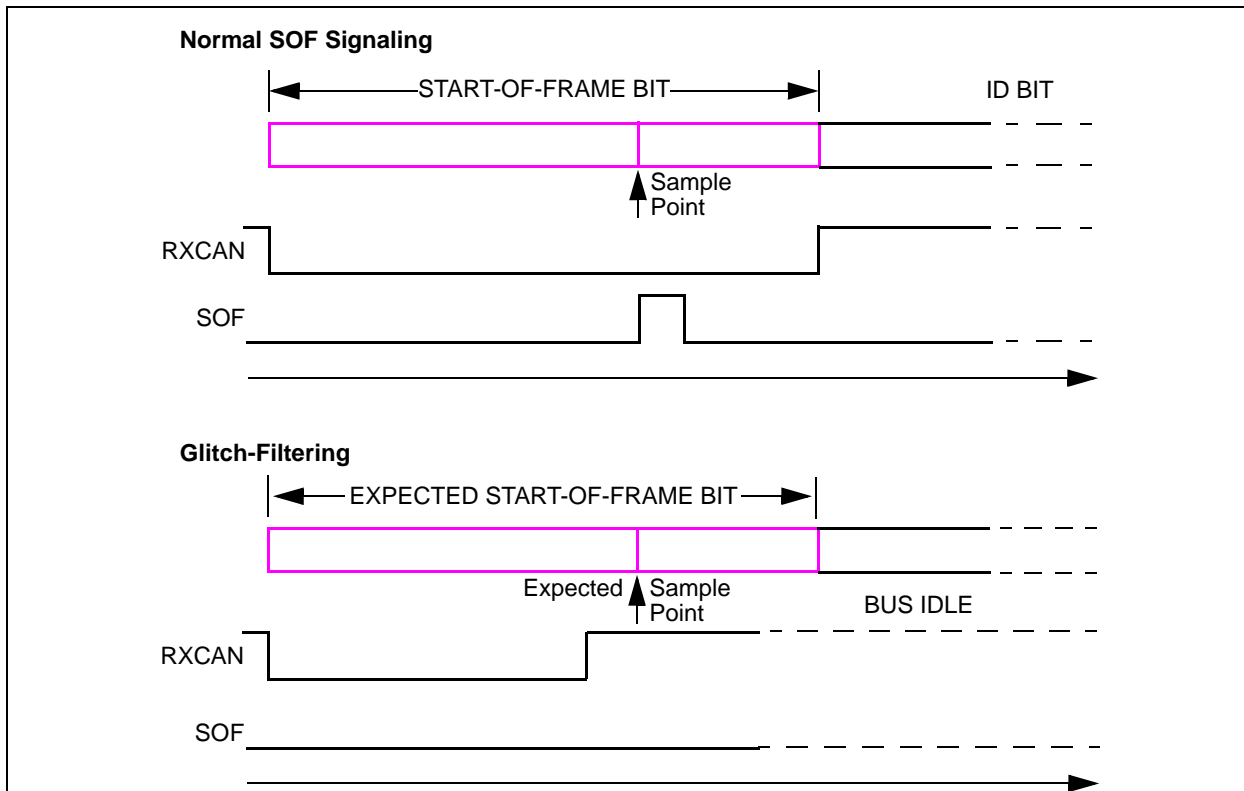 Normal SOF Signaling
START-OF-FRAME BIT
ID BIT
Sample
Point
RXCAN
SOF
Glitch-Filtering
EXPECTED START-OF-FRAME BIT
Expected Sample
Point
BUS IDLE
RXCAN
SOF